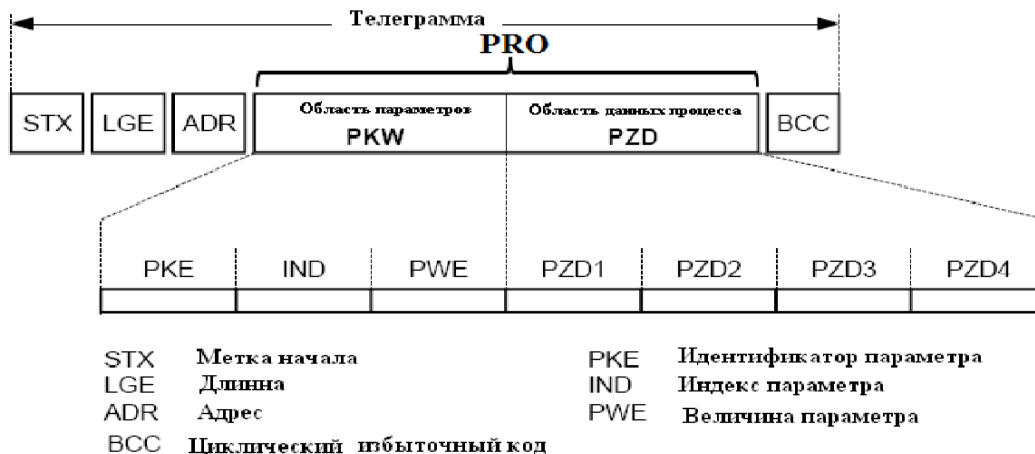 Телеграмма
PRO
STX LGE ADR Область параметров PKW Область данных процесса PZD BCC
PKE IND PWE PZD1 PZD2 PZD3 PZD4
STX Метка начала
LGE Длинна
ADR Адрес
BCC Циклический избыточный код
PKE Идентификатор параметра
IND Индекс параметра
PWE Величина параметра